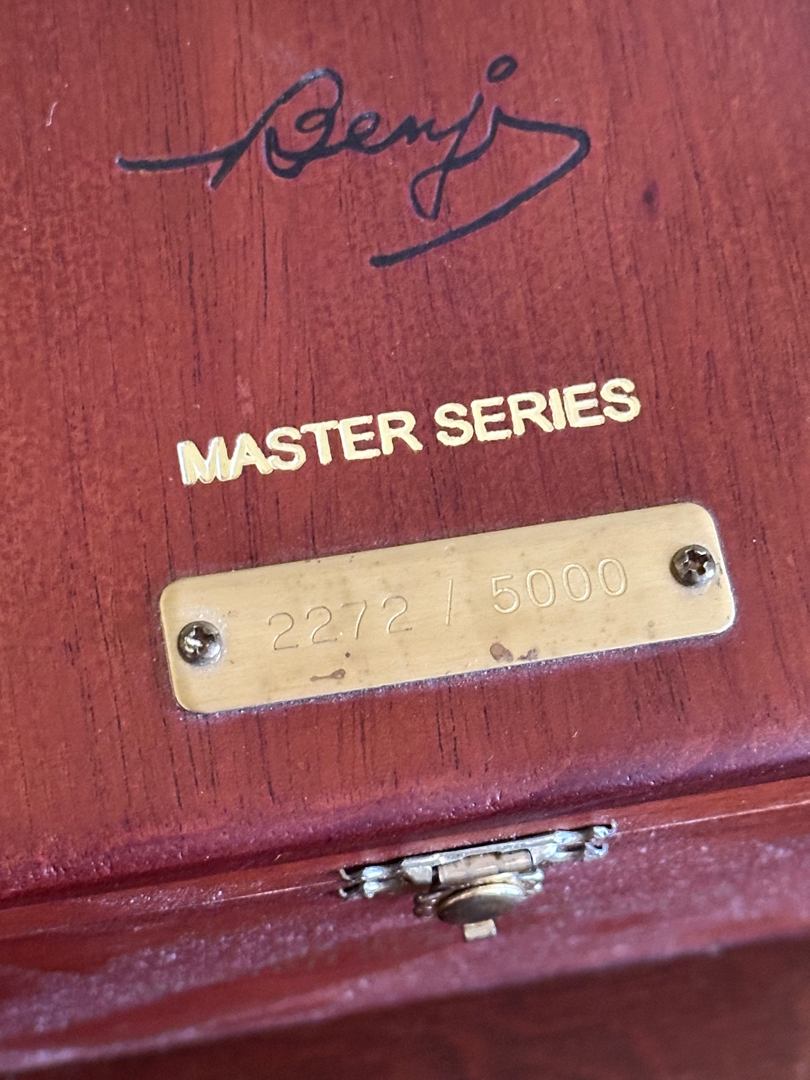 Benji
MASTER SERIES
2272 / 5000